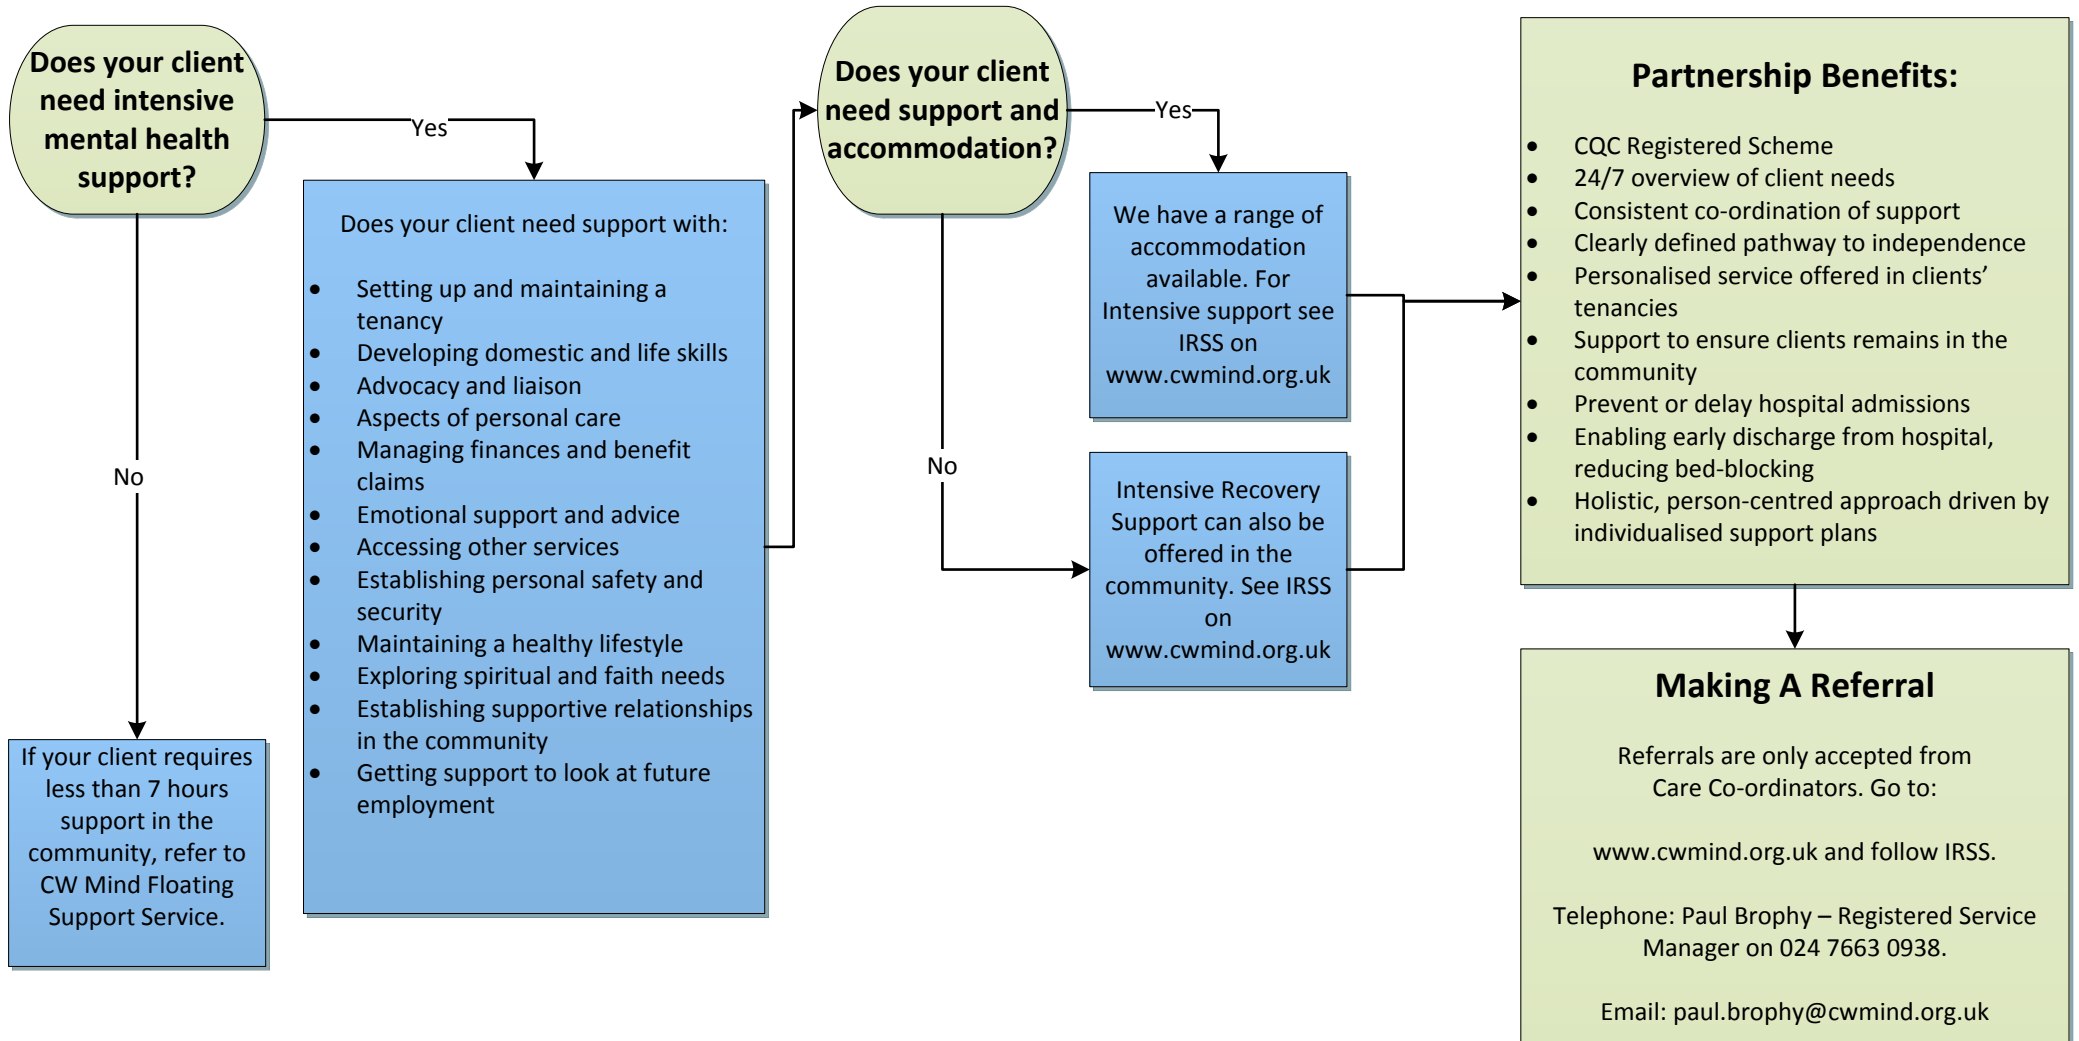 Does your client
need intensive
mental health
support?
Yes
No
If your client requires
less than 7 hours
support in the
community, refer to
CW Mind Floating
Support Service.
Does your client need support with:
• Setting up and maintaining a
tenancy
• Developing domestic and life skills
• Advocacy and liaison
• Aspects of personal care
• Managing finances and benefit
claims
• Emotional support and advice
• Accessing other services
• Establishing personal safety and
security
• Maintaining a healthy lifestyle
• Exploring spiritual and faith needs
• Establishing supportive relationships
in the community
• Getting support to look at future
employment
Does your client
need support and
accommodation?
Yes
No
We have a range of
accommodation
available. For
Intensive support see
IRSS on
www.cwmind.org.uk
Intensive Recovery
Support can also be
offered in the
community. See IRSS
on
www.cwmind.org.uk
Partnership Benefits:
• CQC Registered Scheme
• 24/7 overview of client needs
• Consistent co-ordination of support
• Clearly defined pathway to independence
• Personalised service offered in clients’
tenancies
• Support to ensure clients remains in the
community
• Prevent or delay hospital admissions
• Enabling early discharge from hospital,
reducing bed-blocking
• Holistic, person-centred approach driven by
individualised support plans
Making A Referral
Referrals are only accepted from
Care Co-ordinators. Go to:
www.cwmind.org.uk and follow IRSS.
Telephone: Paul Brophy – Registered Service
Manager on 024 7663 0938.
Email: paul.brophy@cwmind.org.uk